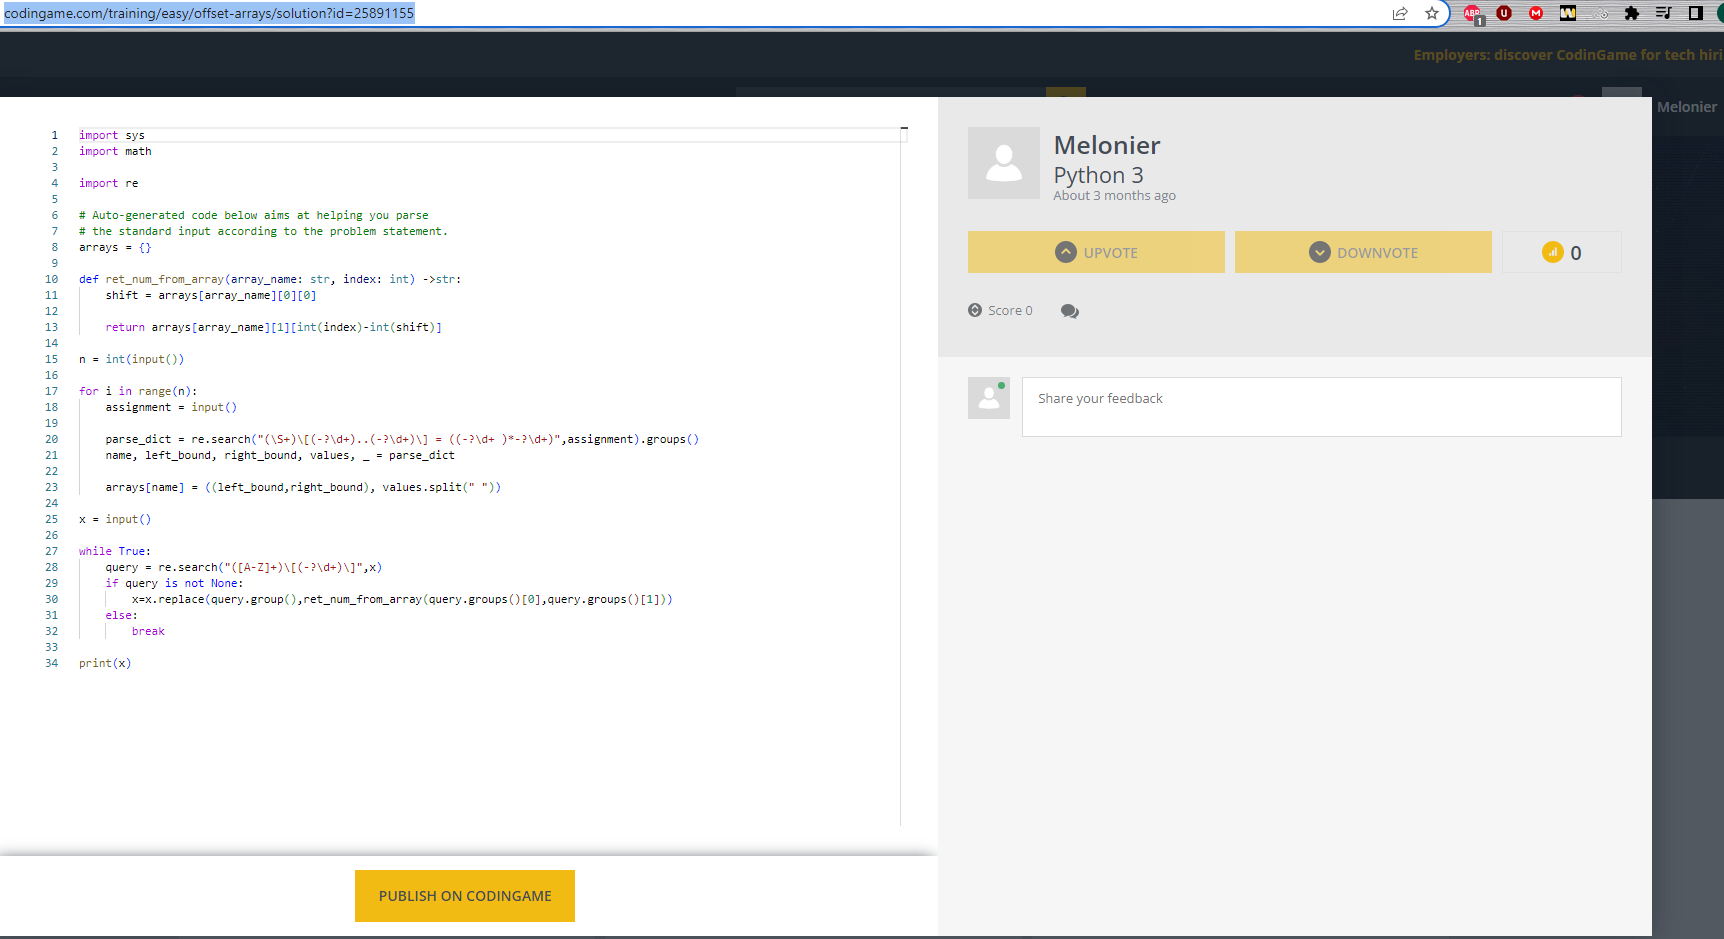 codingame.com/training/easy/offset-arrays/solution?id=25891155
ABP
1
Employers: discover CodinGame for tech hiri
Melonier
1 import sys
2 import math
3
4 import re
5
6 # Auto-generated code below aims at helping you parse
7 # the standard input according to the problem statement.
8 arrays = {}
9
10 def ret_num_from_array(array_name: str, index: int) ->str:
11     shift = arrays[array_name][0][0]
12
13     return arrays[array_name][1][int(index)-int(shift)]
14
15 n = int(input())
16
17 for i in range(n):
18     assignment = input()
19
20     parse_dict = re.search("(\S+)\[(-?\d+)..(-?\d+)\] = ((-?\d+ )*-?\d+)",assignment).groups()
21     name, left_bound, right_bound, values, _ = parse_dict
22
23     arrays[name] = ((left_bound,right_bound), values.split(" "))
24
25 x = input()
26
27 while True:
28     query = re.search("([A-Z]+)\[(-?\d+)\]",x)
29     if query is not None:
30         x=x.replace(query.group(),ret_num_from_array(query.groups()[0],query.groups()[1]))
31     else:
32         break
33
34 print(x)
PUBLISH ON CODINGAME
Melonier
Python 3
About 3 months ago
UPVOTE
DOWNVOTE
0
Score 0
Share your feedback